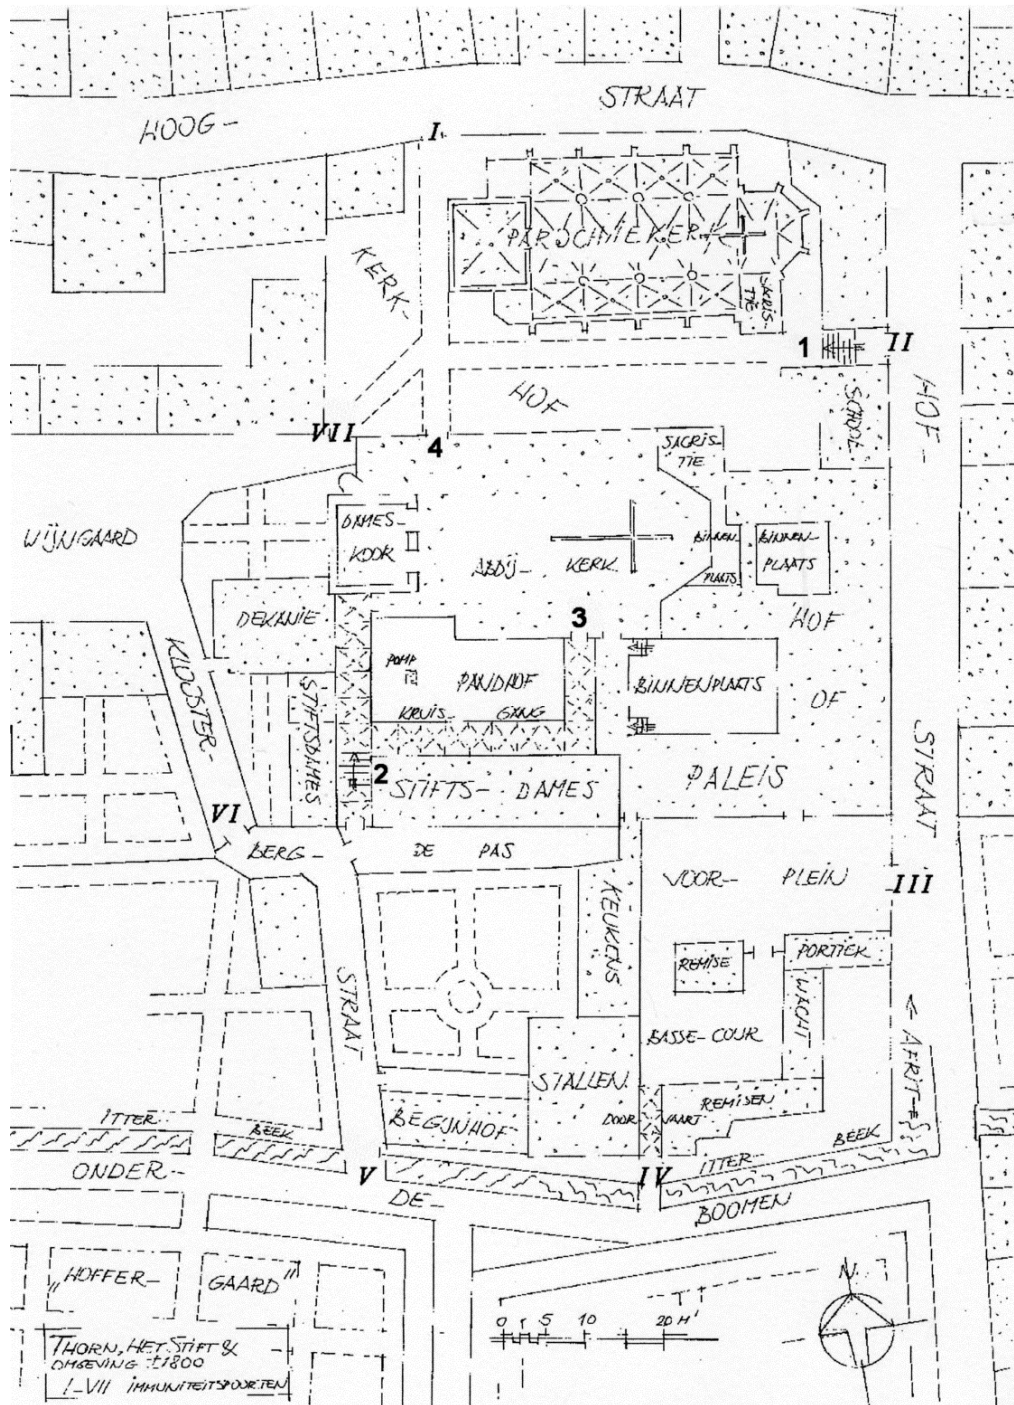 STRAAT
HOOG-
I
PAROCHIEKERK
KERK-
SACRIS-
TIE
1
II
HOF
HOF-
SCHOOL
VII
4
SACRIS-
TIE
WIJNGAARD
DAMES-
KOOR
ABDIJ-
KERK
BINNEN
PLAATS
BINNEN-
PLAATS
DEKANIE
3
HOF
KLOOSTER-
POMP
PANDHOF
BINNENPLAATS
OF
STIFTSDAMES
KRUIS-
GANG
STRAAT
2
STIFTS-
DAMES
PALEIS
VI
BERG-
DE PAS
VOOR-
PLEIN
III
KEUKENS
REMISE
PORTIEK
STRAAT
WACHT
BASSE-COUR
AFRIT
STALLEN
REMISEN
ITTER-
BEEK
BEGIJNHOF
DOOR
VAART
BEEK
ITTER-
ONDER-
V
IV
DE-
BOOMEN
"HOFFER-
GAARD"
N
0 1 5 10 20 M
THORN, HET STIFT &
OMGEVING ±1800
I-VII IMMUNITEITSPOORTEN